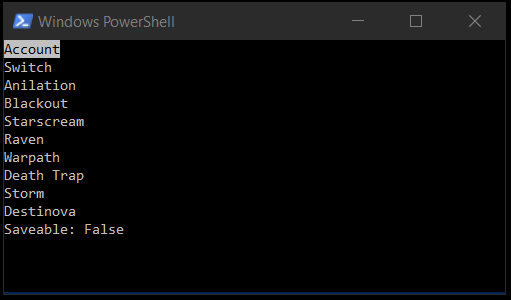 Windows PowerShell
Account
Switch
Anilation
Blackout
Starscream
Raven
Warpath
Death Trap
Storm
Destinova
Saveable: False